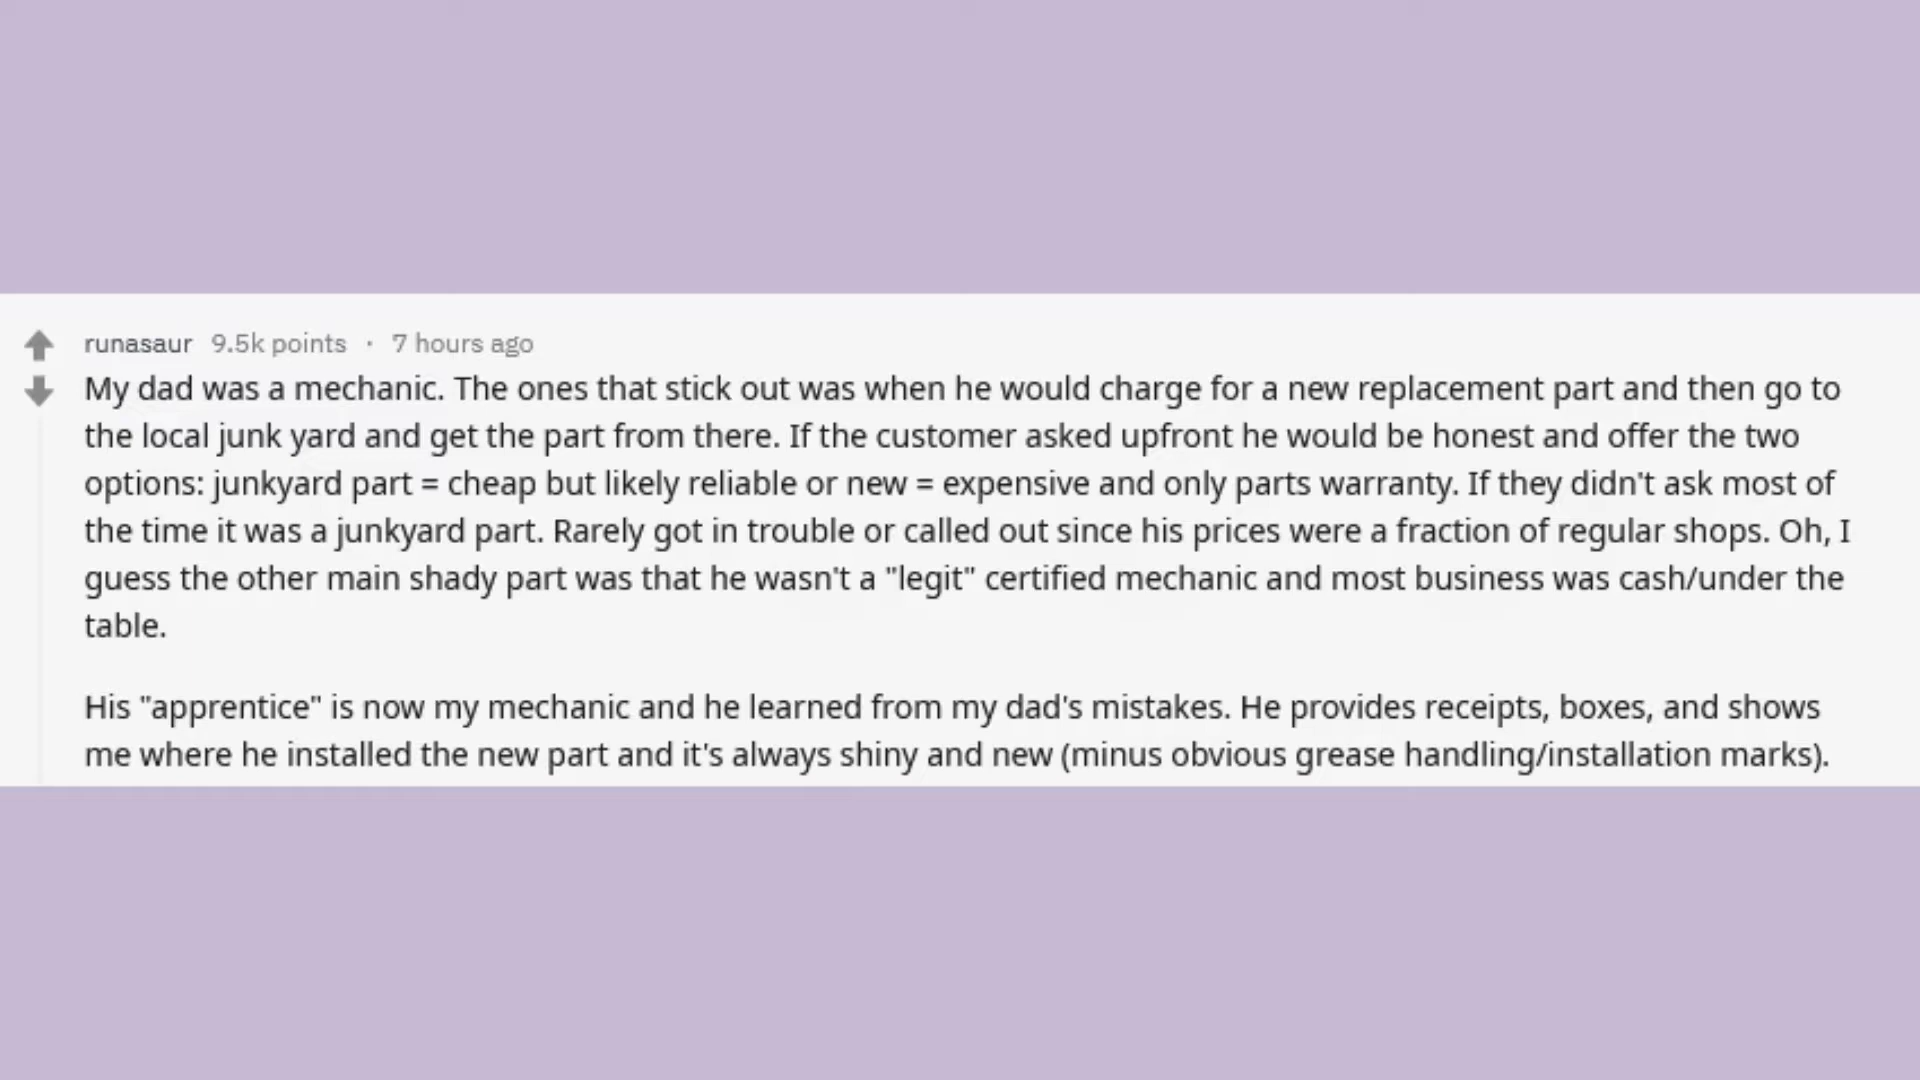 runasaur 9.5k points · 7 hours ago
My dad was a mechanic. The ones that stick out was when he would charge for a new replacement part and then go to
the local junk yard and get the part from there. If the customer asked upfront he would be honest and offer the two
options: junkyard part = cheap but likely reliable or new = expensive and only parts warranty. If they didn't ask most of
the time it was a junkyard part. Rarely got in trouble or called out since his prices were a fraction of regular shops. Oh, I
guess the other main shady part was that he wasn't a "legit" certified mechanic and most business was cash/under the
table.
His "apprentice" is now my mechanic and he learned from my dad's mistakes. He provides receipts, boxes, and shows
me where he installed the new part and it's always shiny and new (minus obvious grease handling/installation marks).